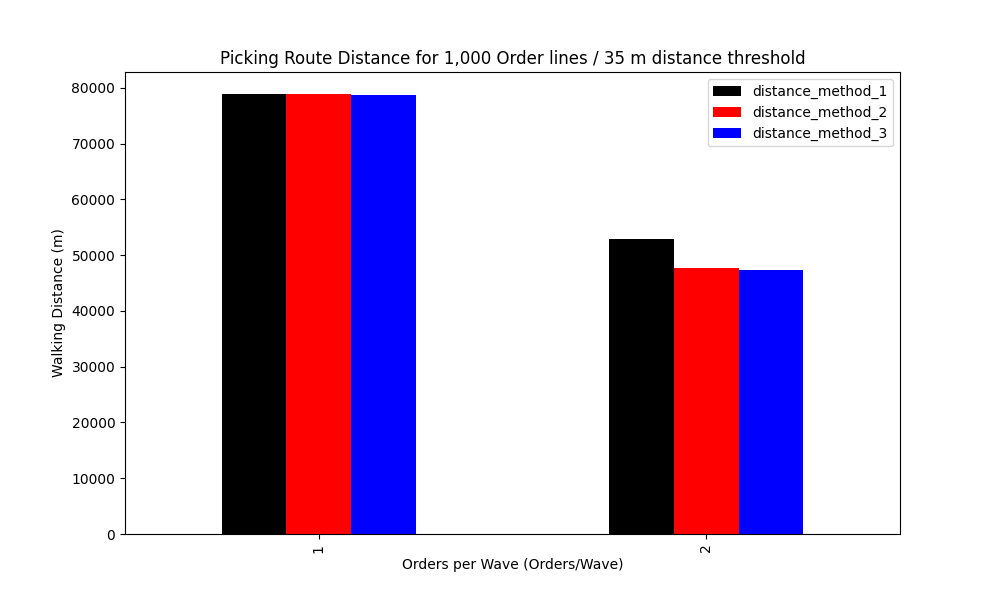 Picking Route Distance for 1,000 Order lines / 35 m distance threshold
distance_method_1
distance_method_2
distance_method_3
80000
70000
60000
50000
40000
30000
20000
10000
0
Walking Distance (m)
1
2
Orders per Wave (Orders/Wave)